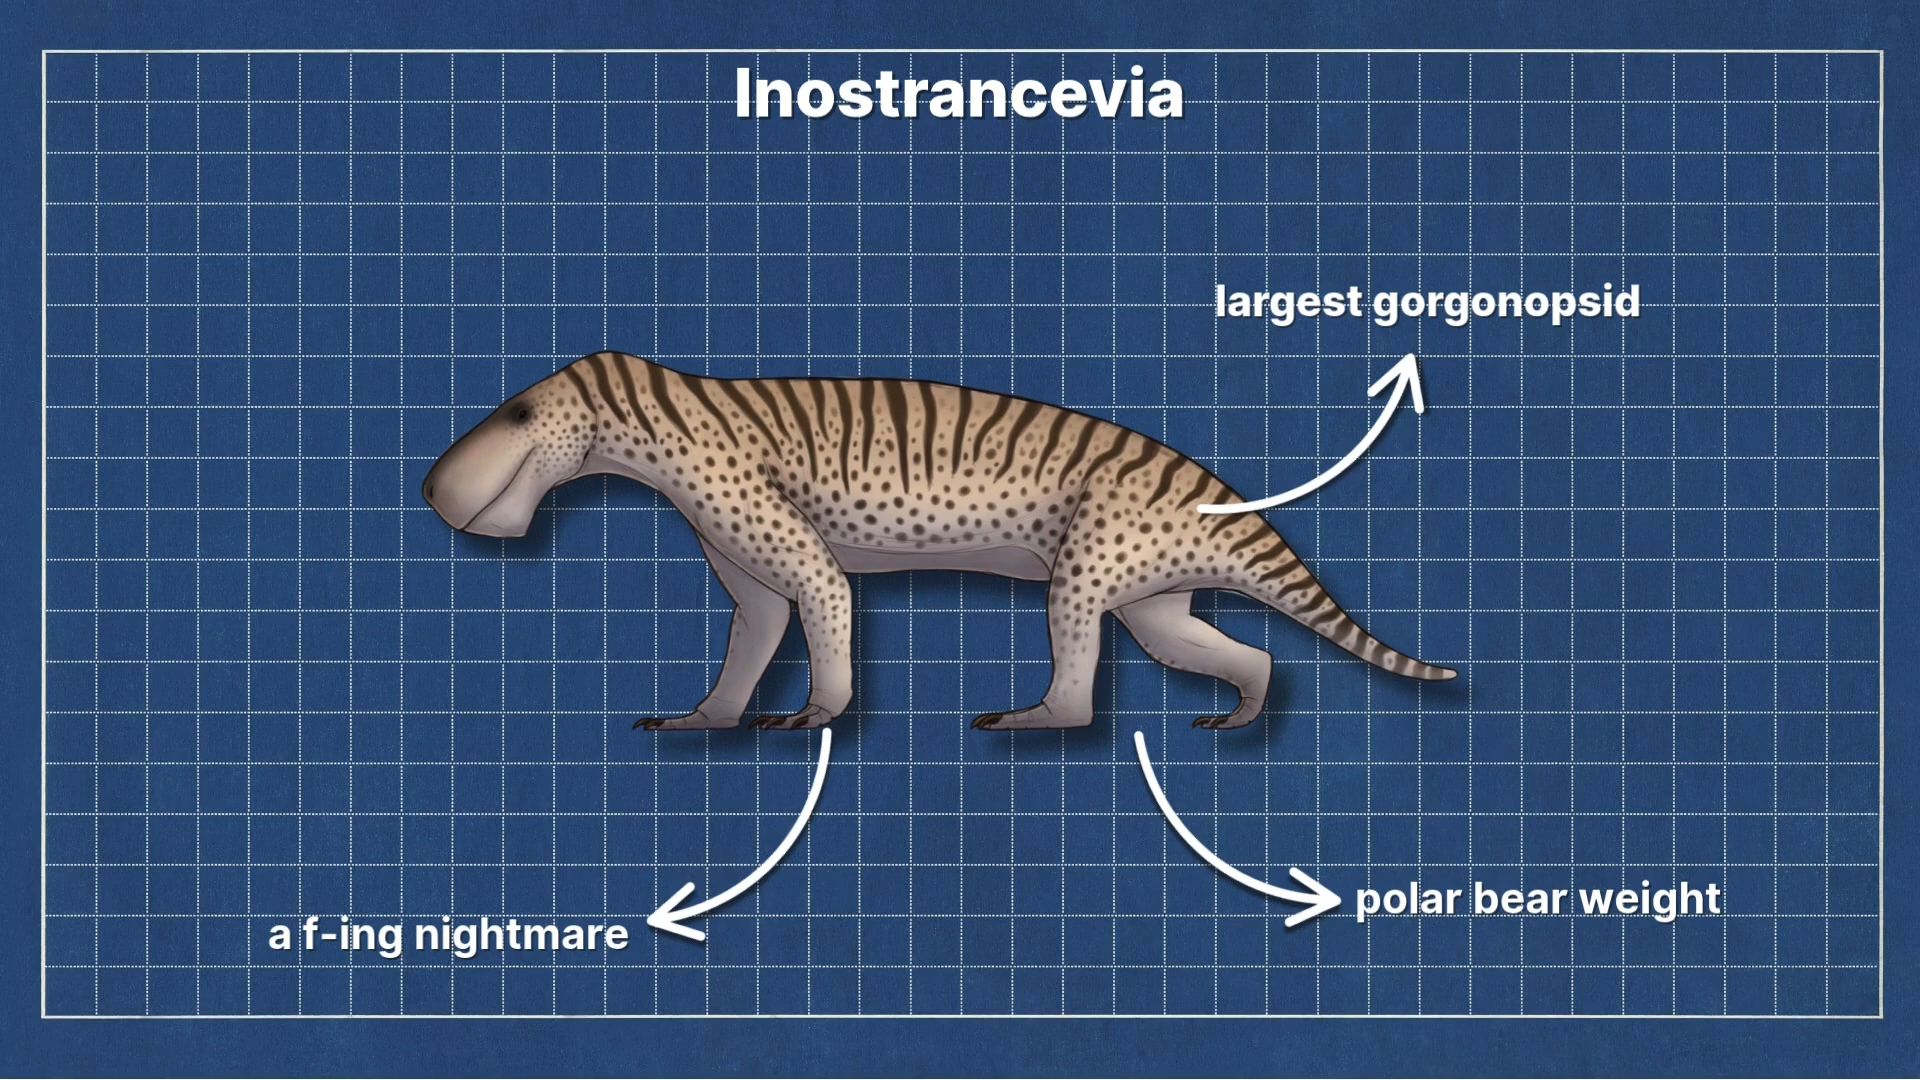 Inostrancevia
largest gorgonopsid
polar bear weight
a f-ing nightmare